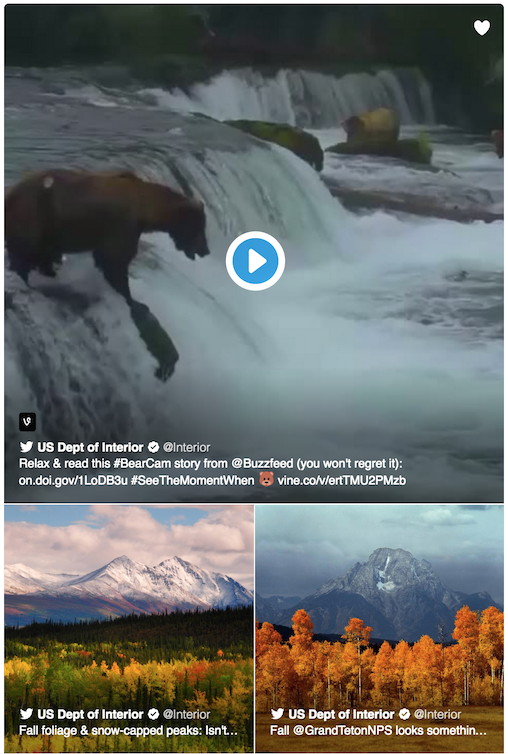 US Dept of Interior @Interior
Relax & read this #BearCam story from @Buzzfeed (you won't regret it):
on.doi.gov/1LoDB3u #SeeTheMomentWhen 🐻 vine.co/v/ertTMU2PMzb
US Dept of Interior @Interior
Fall foliage & snow-capped peaks: Isn't...
US Dept of Interior @Interior
Fall @GrandTetonNPS looks somethin...